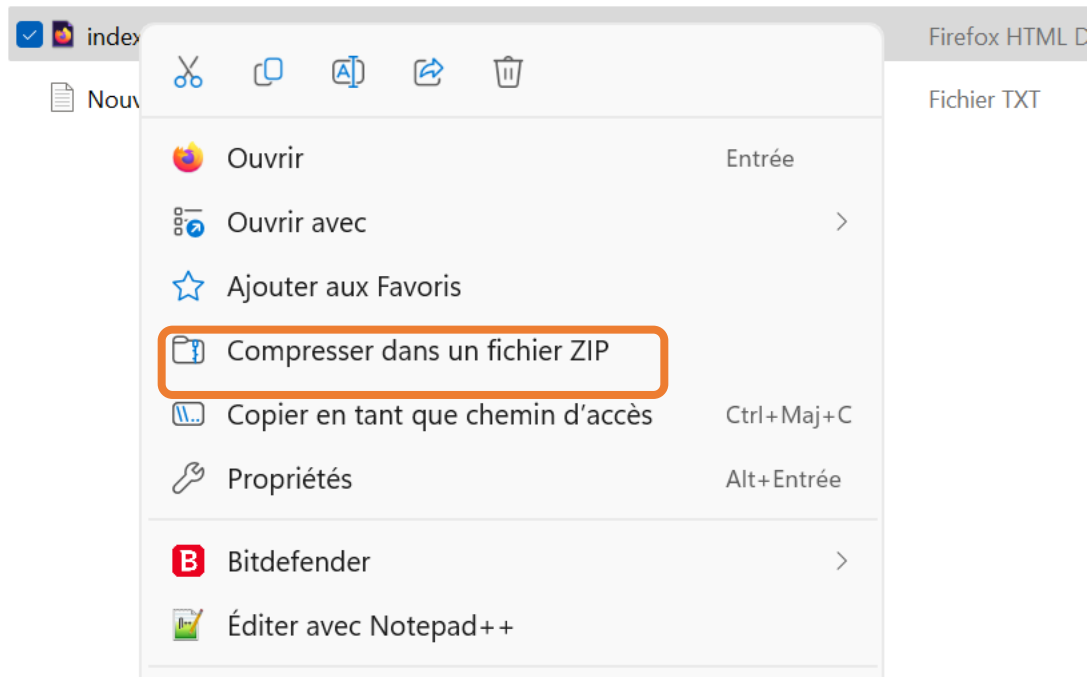 index
Firefox HTML D
Nouv
Fichier TXT
Ouvrir
Entrée
Ouvrir avec
Ajouter aux Favoris
Compresser dans un fichier ZIP
Copier en tant que chemin d’accès
Ctrl+Maj+C
Propriétés
Alt+Entrée
B
Bitdefender
Éditer avec Notepad++